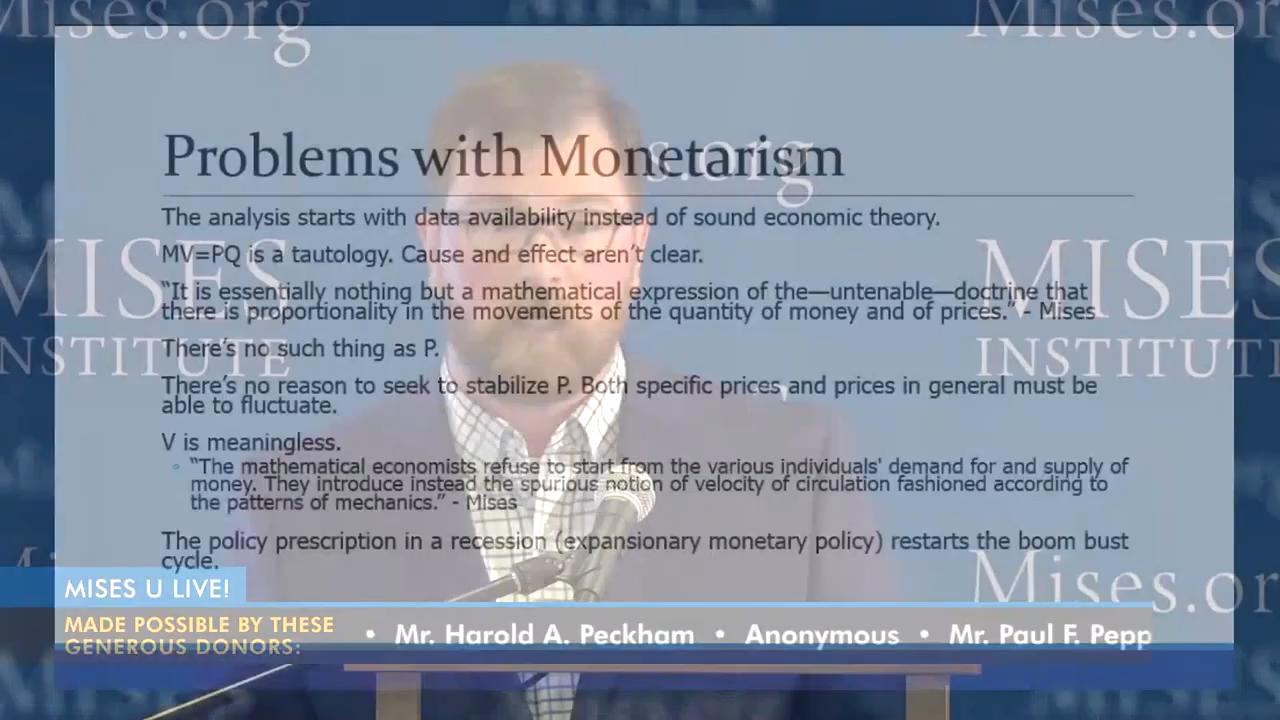 Mises.org
Mises.org
Mises.org
s.org
Problems with Monetarism
The analysis starts with data availability instead of sound economic theory.
MV=PQ is a tautology. Cause and effect aren’t clear.
“It is essentially nothing but a mathematical expression of the—untenable—doctrine that
there is proportionality in the movements of the quantity of money and of prices.” - Mises
MISES
INSTITUTE
MISES
INSTITUTE
There’s no such thing as P.
There’s no reason to seek to stabilize P. Both specific prices and prices in general must be
able to fluctuate.
V is meaningless.
◦ “The mathematical economists refuse to start from the various individuals' demand for and supply of
money. They introduce instead the spurious notion of velocity of circulation fashioned according to
the patterns of mechanics.” - Mises
The policy prescription in a recession (expansionary monetary policy) restarts the boom bust
cycle.
Mises.or
MISES U LIVE!
MADE POSSIBLE BY THESE
GENEROUS DONORS:
• Mr. Harold A. Peckham • Anonymous • Mr. Paul F. Pepp